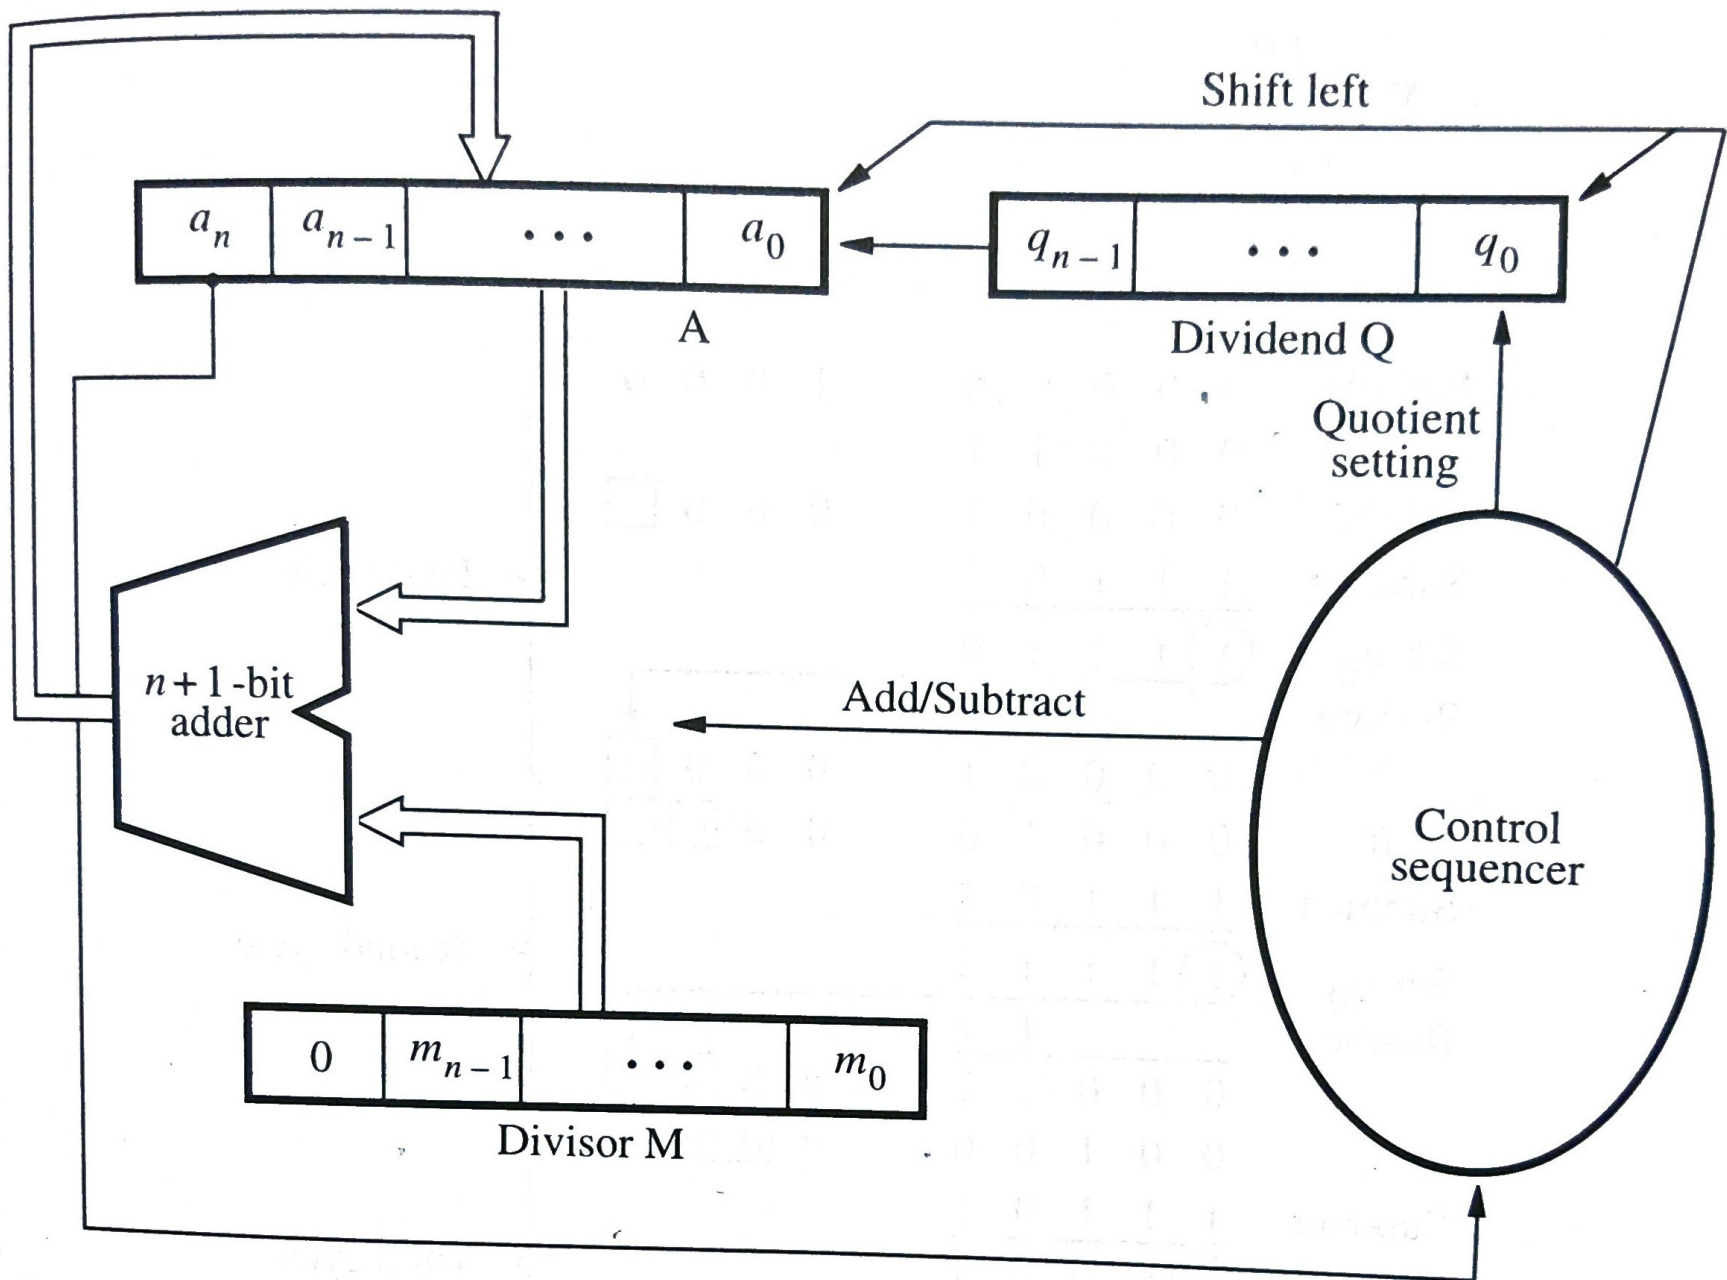 Shift left
a_n a_{n-1} ... a_0
q_{n-1} ... q_0
A
Dividend Q
Quotient
setting
n + 1 -bit
adder
Add/Subtract
Control
sequencer
0 m_{n-1} ... m_0
Divisor M